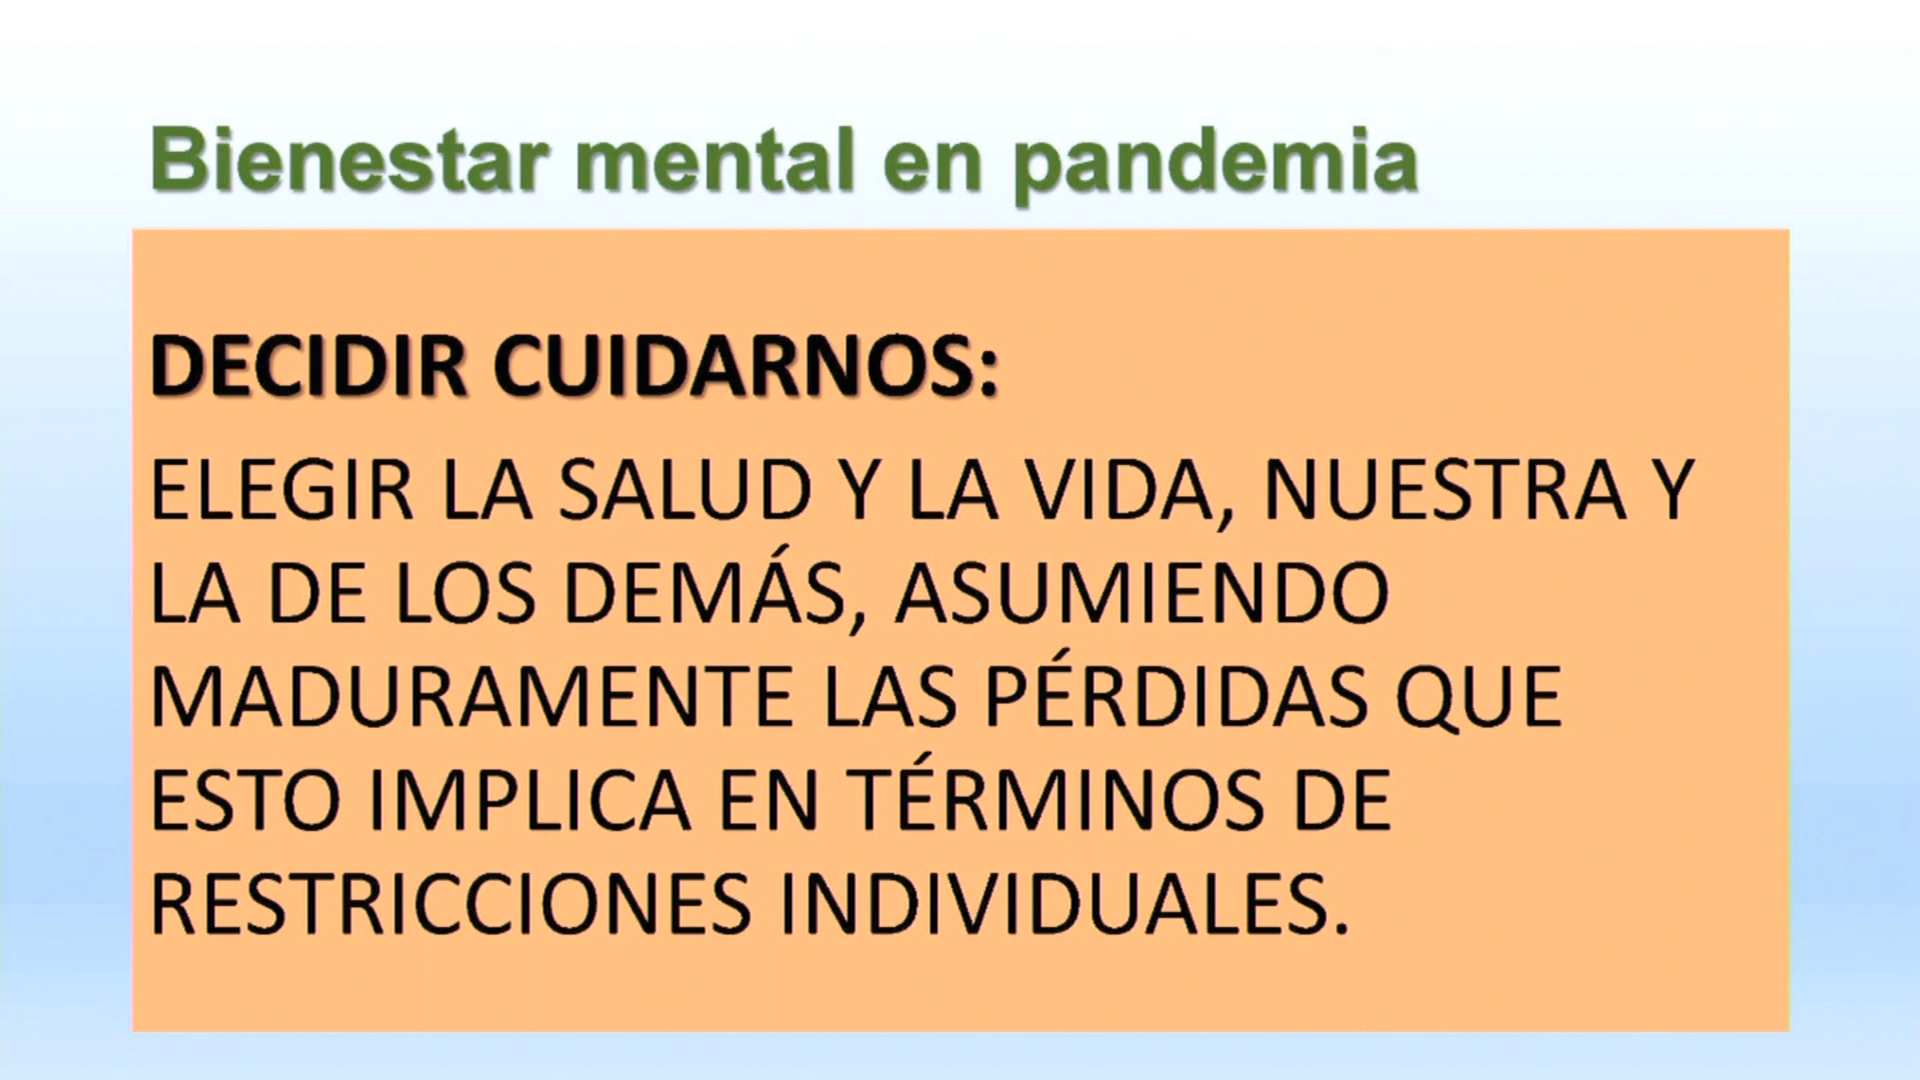 Bienestar mental en pandemia
DECIDIR CUIDARNOS:
ELEGIR LA SALUD Y LA VIDA, NUESTRA Y
LA DE LOS DEMÁS, ASUMIENDO
MADURAMENTE LAS PÉRDIDAS QUE
ESTO IMPLICA EN TÉRMINOS DE
RESTRICCIONES INDIVIDUALES.